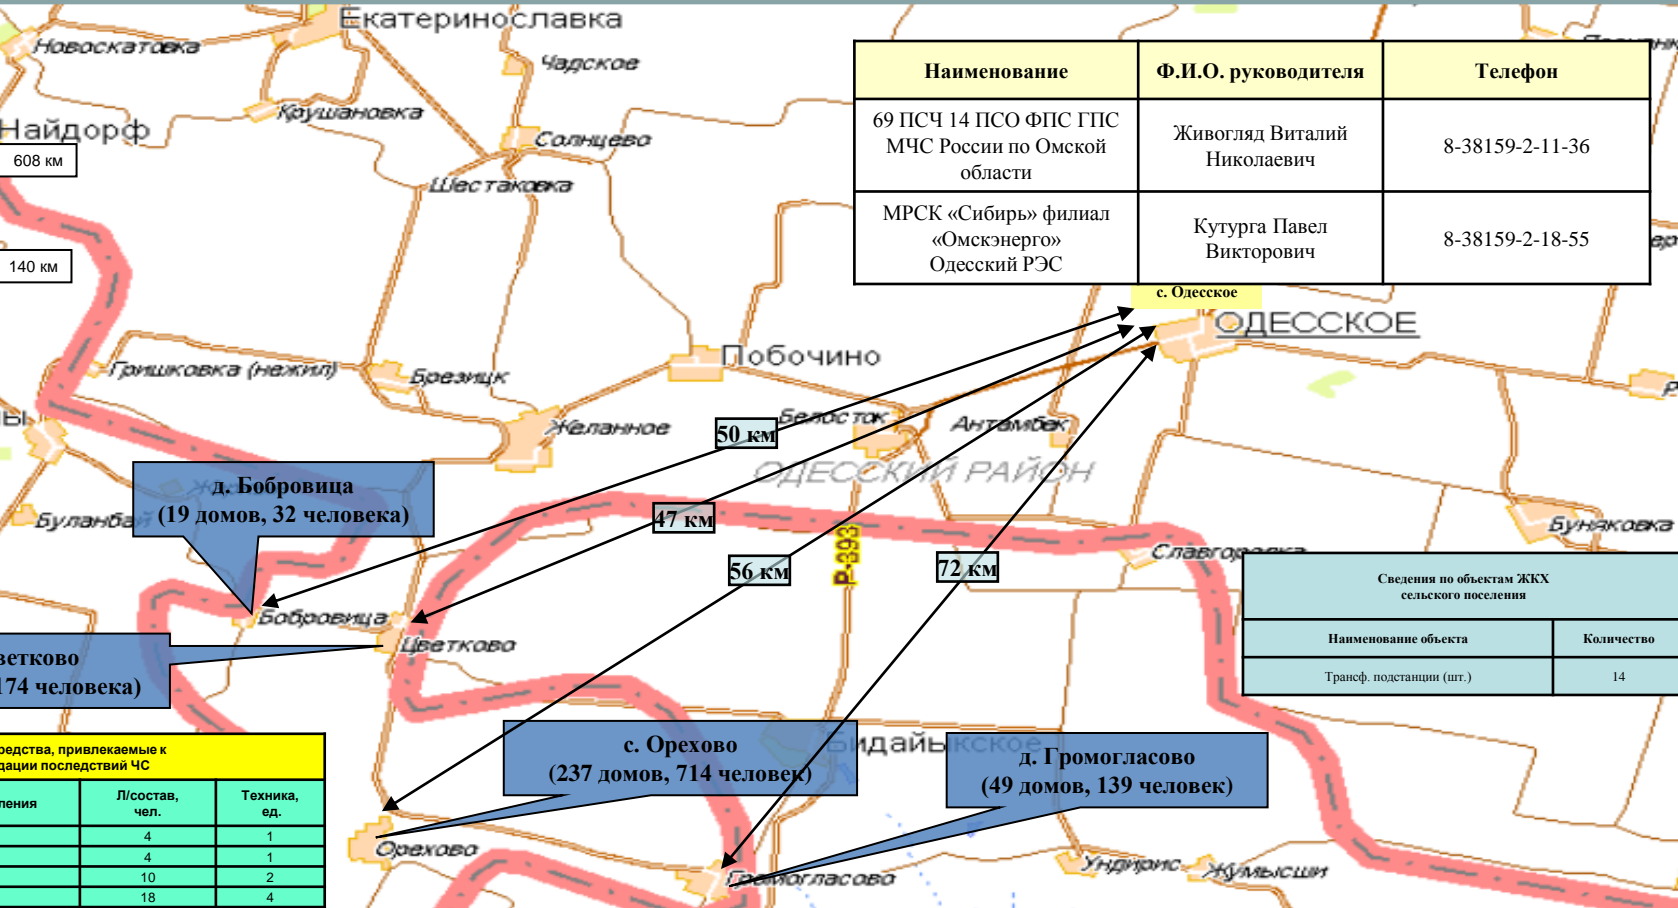 Екатеринославка
Новоскатовка
Чадское
Крушановка
Найдорф
Солнцево
608 км
Шестаковка
140 км
Наименование
Ф.И.О. руководителя
Телефон
69 ПСЧ 14 ПСО ФПС ГПС
МЧС России по Омской
области
Живогляд Виталий
Николаевич
8-38159-2-11-36
МРСК «Сибирь» филиал
«Омскэнерго»
Одесский РЭС
Кутурга Павел
Викторович
8-38159-2-18-55
с. Одесское
ОДЕССКОЕ
Побочино
Гришковка (нежил)
Брезицк
Желанное
50 км
Белосток
Антамбек
ОДЕССКИЙ РАЙОН
д. Бобровица
(19 домов, 32 человека)
Буланбай
47 км
56 км
Р-393
72 км
Буняковка
Славгородка
Сведения по объектам ЖКХ
сельского поселения
Наименование объекта
Количество
Трансф. подстанции (шт.)
14
Бобровица
Цветково
ветково
174 человека)
с. Орехово
(237 домов, 714 человек)
Бидайыкское
д. Громогласово
(49 домов, 139 человек)
редства, привлекаемые к
дации последствий ЧС
ления
Л/состав,
чел.
Техника,
ед.
4
1
4
1
10
2
18
4
Орехово
Громогласово
Ундирис
Жумысши